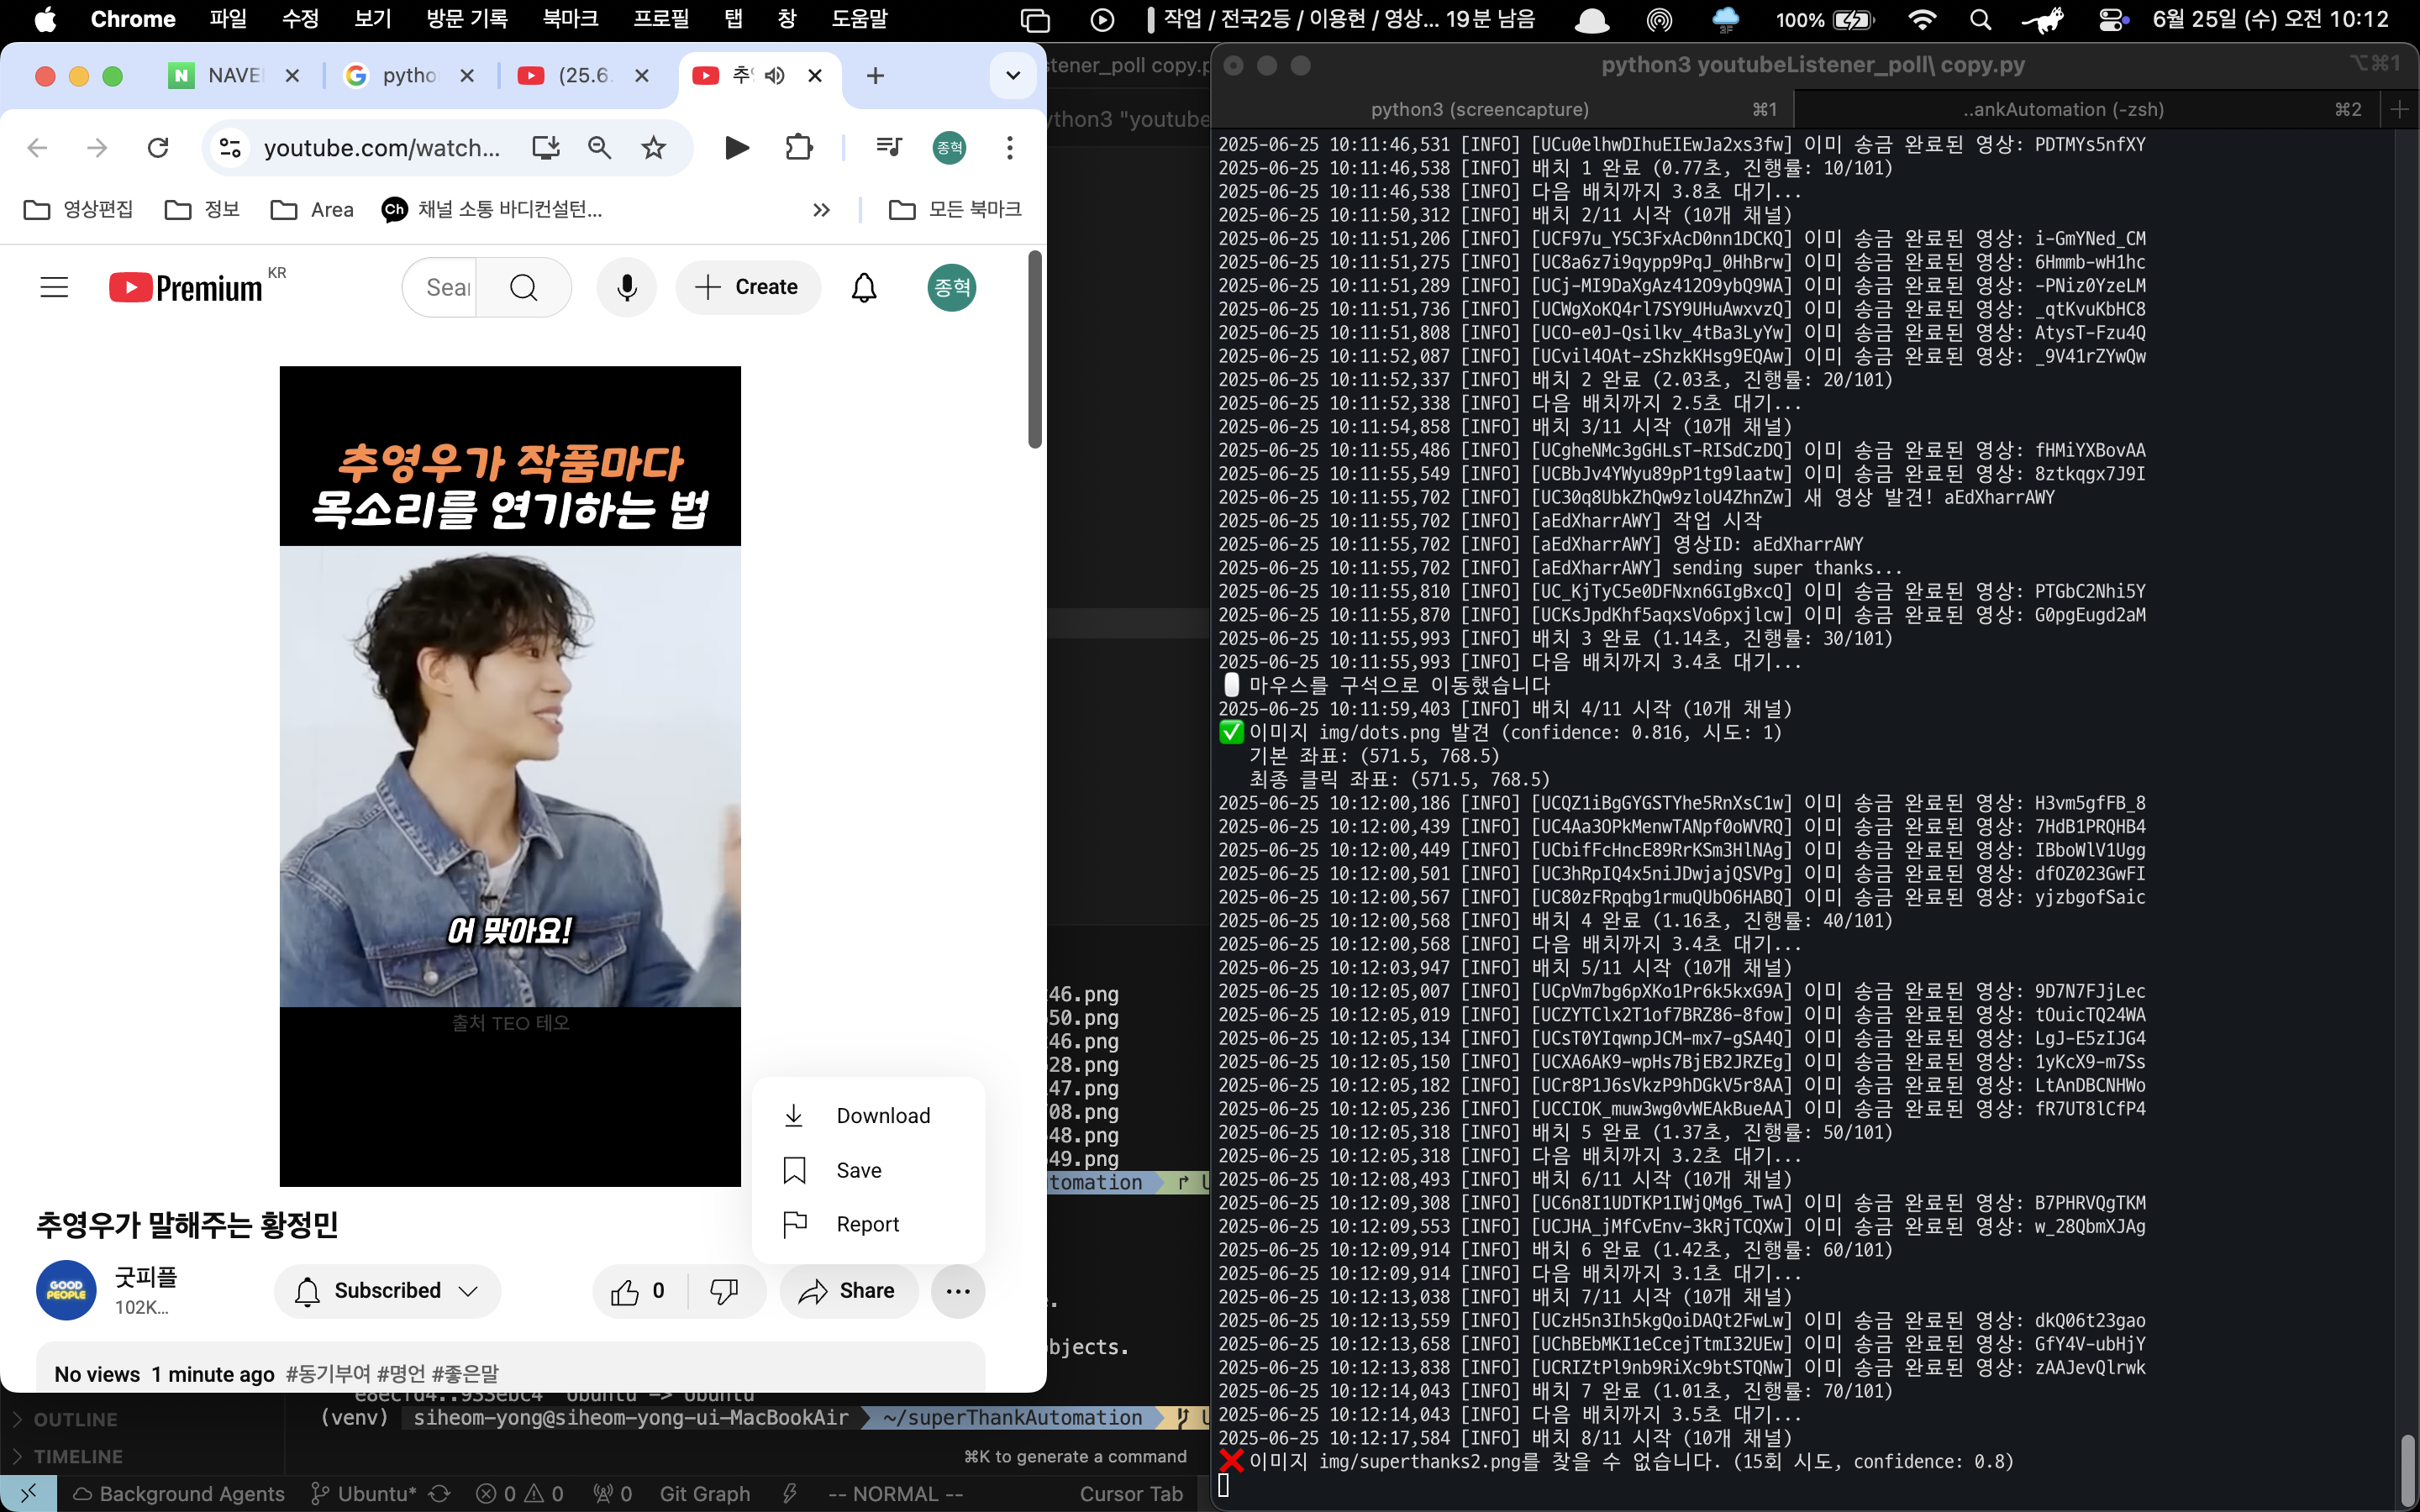 Chrome 파일 수정 보기 방문 기록 북마크 프로필 탭 창 도움말 작업 / 전국2등 / 이용현 / 영상... 19분 남음 3F 100% 6월 25일 (수) 오전 10:12
NAVE pytho (25.6. 추
youtube.com/watch... 종혁
영상편집 정보 Area Ch 채널 소통 바디컨설턴... » 모든 북마크
Premium KR Sear Create 종혁
추영우가 작품마다
목소리를 연기하는 법
어 맞아요!
출처 TEO 테오
Download
Save
Report
추영우가 말해주는 황정민
GOOD PEOPLE
굿피플
102K...
Subscribed 0 Share
No views 1 minute ago #동기부여 #명언 #좋은말
stener_poll copy.p
ython3 "youtube
46.png
50.png
46.png
28.png
47.png
08.png
48.png
49.png
tomation
bjects.
e8ecfd4..933ebc4 Ubuntu -> Ubuntu
(venv) siheom-yong@siheom-yong-ui-MacBookAir ~/superThankAutomation
OUTLINE
TIMELINE
⌘K to generate a command
Background Agents Ubuntu* 0 0 0 Git Graph -- NORMAL -- Cursor Tab
python3 youtubeListener_poll\ copy.py ⌥⌘1
python3 (screencapture) ⌘1 ..ankAutomation (-zsh) ⌘2
2025-06-25 10:11:46,531 [INFO] [UCu0elhwDIhuEIEwJa2xs3fw] 이미 송금 완료된 영상: PDTMYs5nfXY
2025-06-25 10:11:46,538 [INFO] 배치 1 완료 (0.77초, 진행률: 10/101)
2025-06-25 10:11:46,538 [INFO] 다음 배치까지 3.8초 대기...
2025-06-25 10:11:50,312 [INFO] 배치 2/11 시작 (10개 채널)
2025-06-25 10:11:51,206 [INFO] [UCF97u_Y5C3FxAcD0nn1DCKQ] 이미 송금 완료된 영상: i-GmYNed_CM
2025-06-25 10:11:51,275 [INFO] [UC8a6z7i9qypp9PqJ_0HhBrw] 이미 송금 완료된 영상: 6Hmmb-wH1hc
2025-06-25 10:11:51,289 [INFO] [UCj-MI9DaXgAz412O9ybQ9WA] 이미 송금 완료된 영상: -PNiz0YzeLM
2025-06-25 10:11:51,736 [INFO] [UCWgXoKQ4rl7SY9UHuAwxvzQ] 이미 송금 완료된 영상: _qtKvuKbHC8
2025-06-25 10:11:51,808 [INFO] [UCO-e0J-Qsilkv_4tBa3LyYw] 이미 송금 완료된 영상: AtysT-Fzu4Q
2025-06-25 10:11:52,087 [INFO] [UCvil4OAt-zShzkKHsg9EQAw] 이미 송금 완료된 영상: _9V41rZYwQw
2025-06-25 10:11:52,337 [INFO] 배치 2 완료 (2.03초, 진행률: 20/101)
2025-06-25 10:11:52,338 [INFO] 다음 배치까지 2.5초 대기...
2025-06-25 10:11:54,858 [INFO] 배치 3/11 시작 (10개 채널)
2025-06-25 10:11:55,486 [INFO] [UCgheNMc3gGHLsT-RISdCzDQ] 이미 송금 완료된 영상: fHMiYXBovAA
2025-06-25 10:11:55,549 [INFO] [UCBbJv4YWyu89pP1tg9laatw] 이미 송금 완료된 영상: 8ztkqgx7J9I
2025-06-25 10:11:55,702 [INFO] [UC30q8UbkZhQw9zloU4ZhnZw] 새 영상 발견! aEdXharrAWY
2025-06-25 10:11:55,702 [INFO] [aEdXharrAWY] 작업 시작
2025-06-25 10:11:55,702 [INFO] [aEdXharrAWY] 영상ID: aEdXharrAWY
2025-06-25 10:11:55,702 [INFO] [aEdXharrAWY] sending super thanks...
2025-06-25 10:11:55,810 [INFO] [UC_KjTyC5e0DFNxn6GIgBxcQ] 이미 송금 완료된 영상: PTGbC2Nhi5Y
2025-06-25 10:11:55,870 [INFO] [UCKsJpdKhf5aqxsVo6pxjlcw] 이미 송금 완료된 영상: G0pgEugd2aM
2025-06-25 10:11:55,993 [INFO] 배치 3 완료 (1.14초, 진행률: 30/101)
2025-06-25 10:11:55,993 [INFO] 다음 배치까지 3.4초 대기...
마우스를 구석으로 이동했습니다
2025-06-25 10:11:59,403 [INFO] 배치 4/11 시작 (10개 채널)
✅ 이미지 img/dots.png 발견 (confidence: 0.816, 시도: 1)
기본 좌표: (571.5, 768.5)
최종 클릭 좌표: (571.5, 768.5)
2025-06-25 10:12:00,186 [INFO] [UCQZ1iBgGYGSTYhe5RnXsC1w] 이미 송금 완료된 영상: H3vm5gfFB_8
2025-06-25 10:12:00,439 [INFO] [UC4Aa3OPkMenwTANpf0oWVRQ] 이미 송금 완료된 영상: 7HdB1PRQHB4
2025-06-25 10:12:00,449 [INFO] [UCbifFcHncE89RrKSm3HlNAg] 이미 송금 완료된 영상: IBboWlV1Ugg
2025-06-25 10:12:00,501 [INFO] [UC3hRpIQ4x5niJDwjajQSVPg] 이미 송금 완료된 영상: dfOZ023GwFI
2025-06-25 10:12:00,567 [INFO] [UC80zFRpqbg1rmuQUbO6HABQ] 이미 송금 완료된 영상: yjzbgofSaic
2025-06-25 10:12:00,568 [INFO] 배치 4 완료 (1.16초, 진행률: 40/101)
2025-06-25 10:12:00,568 [INFO] 다음 배치까지 3.4초 대기...
2025-06-25 10:12:03,947 [INFO] 배치 5/11 시작 (10개 채널)
2025-06-25 10:12:05,007 [INFO] [UCpVm7bg6pXKo1Pr6k5kxG9A] 이미 송금 완료된 영상: 9D7N7FJjLec
2025-06-25 10:12:05,019 [INFO] [UCZYTClx2T1of7BRZ86-8fow] 이미 송금 완료된 영상: tOuicTQ24WA
2025-06-25 10:12:05,134 [INFO] [UCsT0YIqwnpJCM-mx7-gSA4Q] 이미 송금 완료된 영상: LgJ-E5zIJG4
2025-06-25 10:12:05,150 [INFO] [UCXA6AK9-wpHs7BjEB2JRZEg] 이미 송금 완료된 영상: 1yKcX9-m7Ss
2025-06-25 10:12:05,182 [INFO] [UCr8P1J6sVkzP9hDGkV5r8AA] 이미 송금 완료된 영상: LtAnDBCNHWo
2025-06-25 10:12:05,236 [INFO] [UCCIOK_muw3wg0vWEAkBueAA] 이미 송금 완료된 영상: fR7UT8lCfP4
2025-06-25 10:12:05,318 [INFO] 배치 5 완료 (1.37초, 진행률: 50/101)
2025-06-25 10:12:05,318 [INFO] 다음 배치까지 3.2초 대기...
2025-06-25 10:12:08,493 [INFO] 배치 6/11 시작 (10개 채널)
2025-06-25 10:12:09,308 [INFO] [UC6n8I1UDTKP1IWjQMg6_TwA] 이미 송금 완료된 영상: B7PHRVQgTKM
2025-06-25 10:12:09,553 [INFO] [UCJHA_jMfCvEnv-3kRjTCQXw] 이미 송금 완료된 영상: w_28QbmXJAg
2025-06-25 10:12:09,914 [INFO] 배치 6 완료 (1.42초, 진행률: 60/101)
2025-06-25 10:12:09,914 [INFO] 다음 배치까지 3.1초 대기...
2025-06-25 10:12:13,038 [INFO] 배치 7/11 시작 (10개 채널)
2025-06-25 10:12:13,559 [INFO] [UCzH5n3Ih5kgQoiDAQt2FwLw] 이미 송금 완료된 영상: dkQ06t23gao
2025-06-25 10:12:13,658 [INFO] [UChBEbMKI1eCcejTtmI32UEw] 이미 송금 완료된 영상: GfY4V-ubHjY
2025-06-25 10:12:13,838 [INFO] [UCRIZtPl9nb9RiXc9btSTQNw] 이미 송금 완료된 영상: zAAJevQlrwk
2025-06-25 10:12:14,043 [INFO] 배치 7 완료 (1.01초, 진행률: 70/101)
2025-06-25 10:12:14,043 [INFO] 다음 배치까지 3.5초 대기...
2025-06-25 10:12:17,584 [INFO] 배치 8/11 시작 (10개 채널)
❌ 이미지 img/superthanks2.png를 찾을 수 없습니다. (15회 시도, confidence: 0.8)